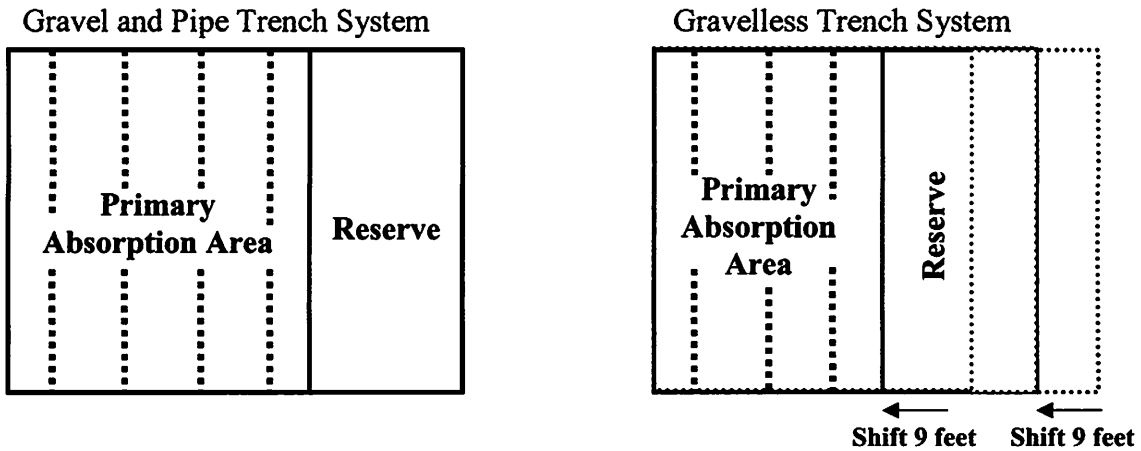 Gravel and Pipe Trench System
Primary
Absorption Area
Reserve
Gravelless Trench System
Primary
Absorption
Area
Reserve
Shift 9 feet
Shift 9 feet